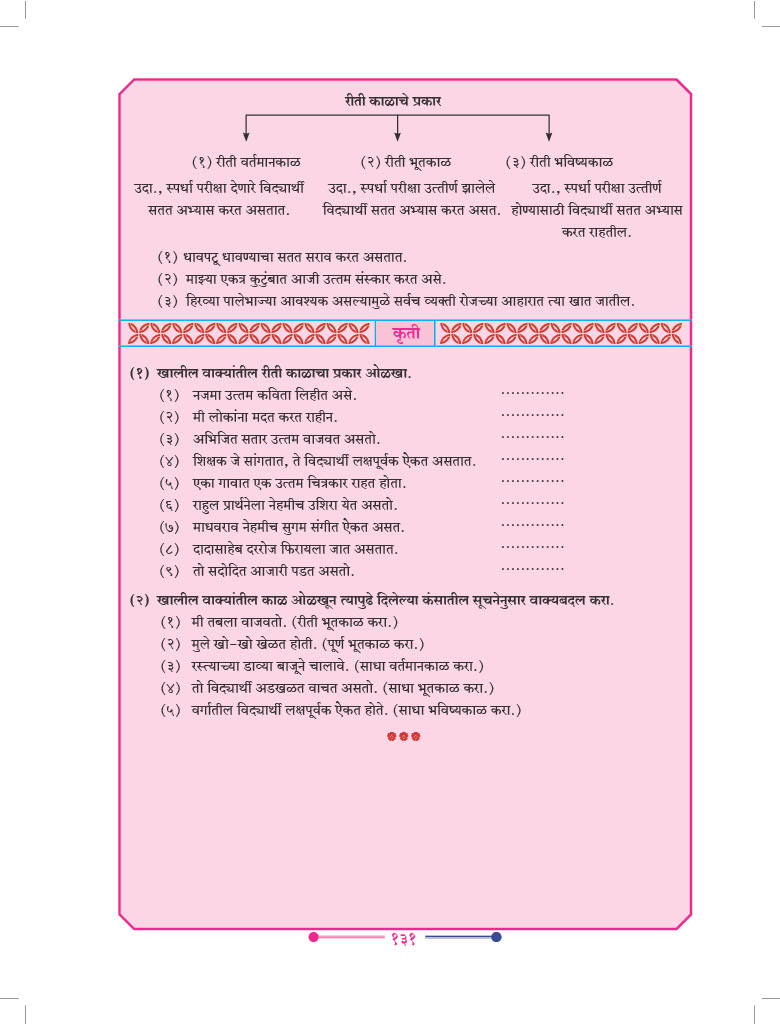 रीती काळाचे प्रकार
(१) रीती वर्तमानकाळ
उदा., स्पर्धा परीक्षा देणारे विद्यार्थी
सतत अभ्यास करत असतात.
(२) रीती भूतकाळ
उदा., स्पर्धा परीक्षा उत्तीर्ण झालेले
विद्यार्थी सतत अभ्यास करत असत.
(३) रीती भविष्यकाळ
उदा., स्पर्धा परीक्षा उत्तीर्ण
होण्यासाठी विद्यार्थी सतत अभ्यास
करत राहतील.
(१) धावपटू धावण्याचा सतत सराव करत असतात.
(२) माझ्या एकत्र कुटुंबात आजी उत्तम संस्कार करत असे.
(३) हिरव्या पालेभाज्या आवश्यक असल्यामुळे सर्वच व्यक्ती रोजच्या आहारात त्या खात जातील.
कृती
(१) खालील वाक्यांतील रीती काळाचा प्रकार ओळखा.
(१) नजमा उत्तम कविता लिहीत असे. .............
(२) मी लोकांना मदत करत राहीन. .............
(३) अभिजित सतार उत्तम वाजवत असतो. .............
(४) शिक्षक जे सांगतात, ते विद्यार्थी लक्षपूर्वक ऐकत असतात. .............
(५) एका गावात एक उत्तम चित्रकार राहत होता. .............
(६) राहुल प्रार्थनेला नेहमीच उशिरा येत असतो. .............
(७) माधवराव नेहमीच सुगम संगीत ऐकत असत. .............
(८) दादासाहेब दररोज फिरायला जात असतात. .............
(९) तो सदोदित आजारी पडत असतो. .............
(२) खालील वाक्यांतील काळ ओळखून त्यापुढे दिलेल्या कंसातील सूचनेनुसार वाक्यबदल करा.
(१) मी तबला वाजवतो. (रीती भूतकाळ करा.)
(२) मुले खो-खो खेळत होती. (पूर्ण भूतकाळ करा.)
(३) रस्त्याच्या डाव्या बाजूने चालावे. (साधा वर्तमानकाळ करा.)
(४) तो विद्यार्थी अडखळत वाचत असतो. (साधा भूतकाळ करा.)
(५) वर्गातील विद्यार्थी लक्षपूर्वक ऐकत होते. (साधा भविष्यकाळ करा.)
१३१